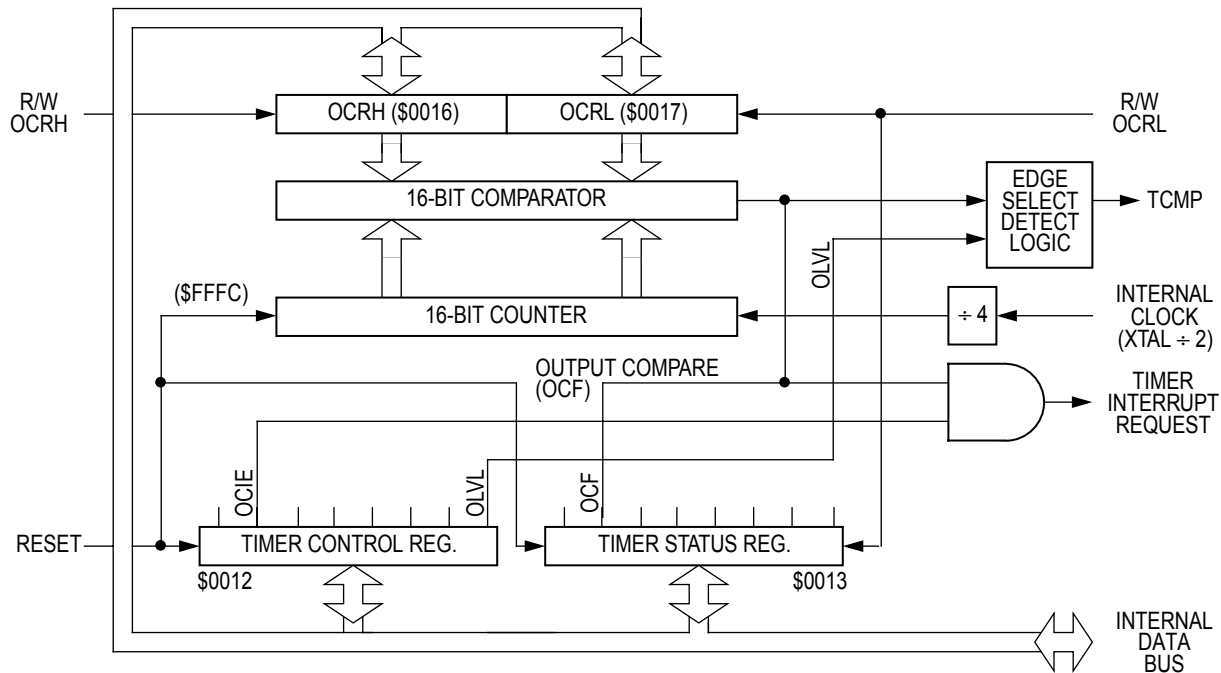 R/W
OCRH
OCRH ($0016)
OCRL ($0017)
R/W
OCRL
16-BIT COMPARATOR
EDGE
SELECT
DETECT
LOGIC
TCMP
OLVL
($FFFC)
16-BIT COUNTER
÷ 4
INTERNAL
CLOCK
(XTAL ÷ 2)
OUTPUT COMPARE
(OCF)
TIMER
INTERRUPT
REQUEST
OCIE
OLVL
OCF
RESET
TIMER CONTROL REG.
TIMER STATUS REG.
$0012
$0013
INTERNAL
DATA
BUS